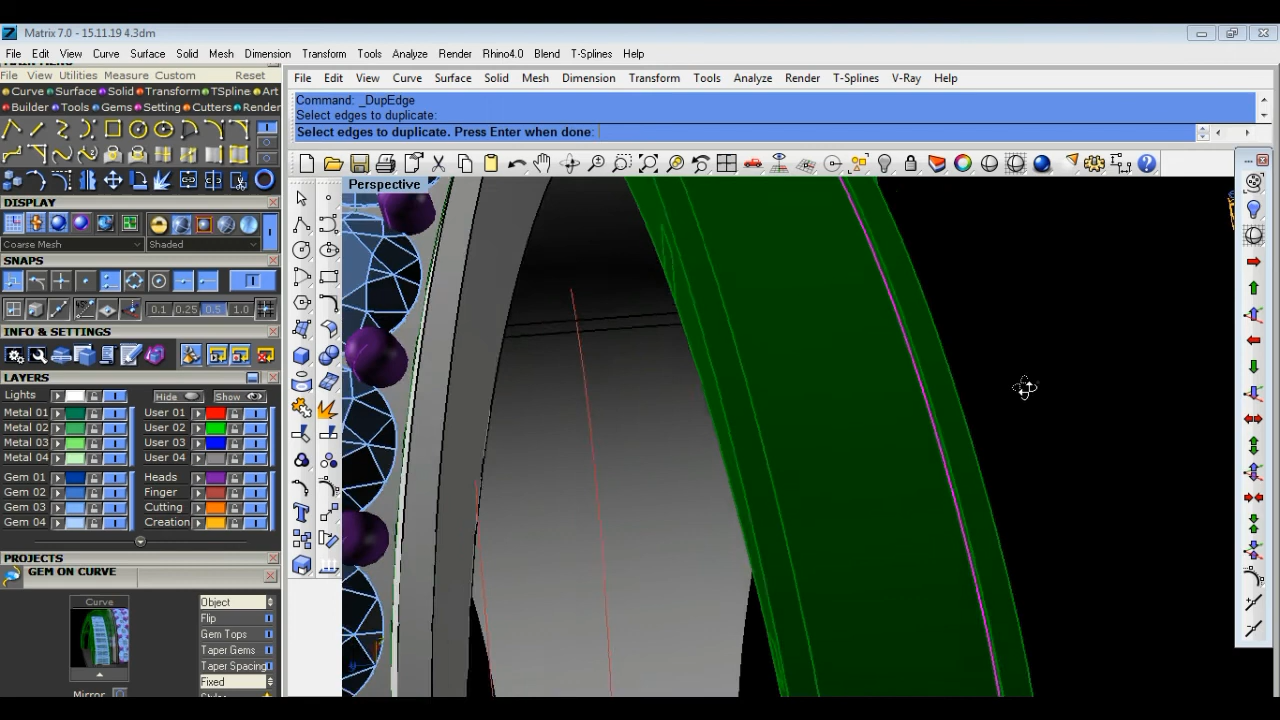 Matrix 7.0 - 15.11.19 4.3dm
File Edit View Curve Surface Solid Mesh Dimension Transform Tools Analyze Render Rhino4.0 Blend T-Splines Help
File View Utilities Measure Custom Reset
Curve Surface Solid Transform TSpline Art
Builder Tools Gems Setting Cutters Render
File Edit View Curve Surface Solid Mesh Dimension Transform Tools Analyze Render T-Splines V-Ray Help
Command: _DupEdge
Select edges to duplicate:
Select edges to duplicate. Press Enter when done:
Perspective
DISPLAY
Coarse Mesh Shaded
SNAPS
0.1 0.25 0.5 1.0
INFO & SETTINGS
LAYERS
Lights Hide Show
Metal 01 User 01
Metal 02 User 02
Metal 03 User 03
Metal 04 User 04
Gem 01 Heads
Gem 02 Finger
Gem 03 Cutting
Gem 04 Creation
PROJECTS
GEM ON CURVE
Curve
Object
Flip
Gem Tops
Taper Gems
Taper Spacing
Fixed
Mirror